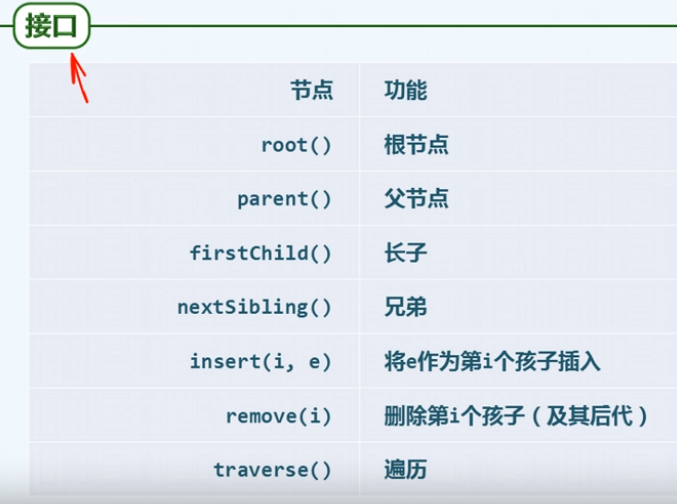 接口
节点 功能
root() 根节点
parent() 父节点
firstChild() 长子
nextSibling() 兄弟
insert(i, e) 将e作为第i个孩子插入
remove(i) 删除第i个孩子（及其后代）
traverse() 遍历